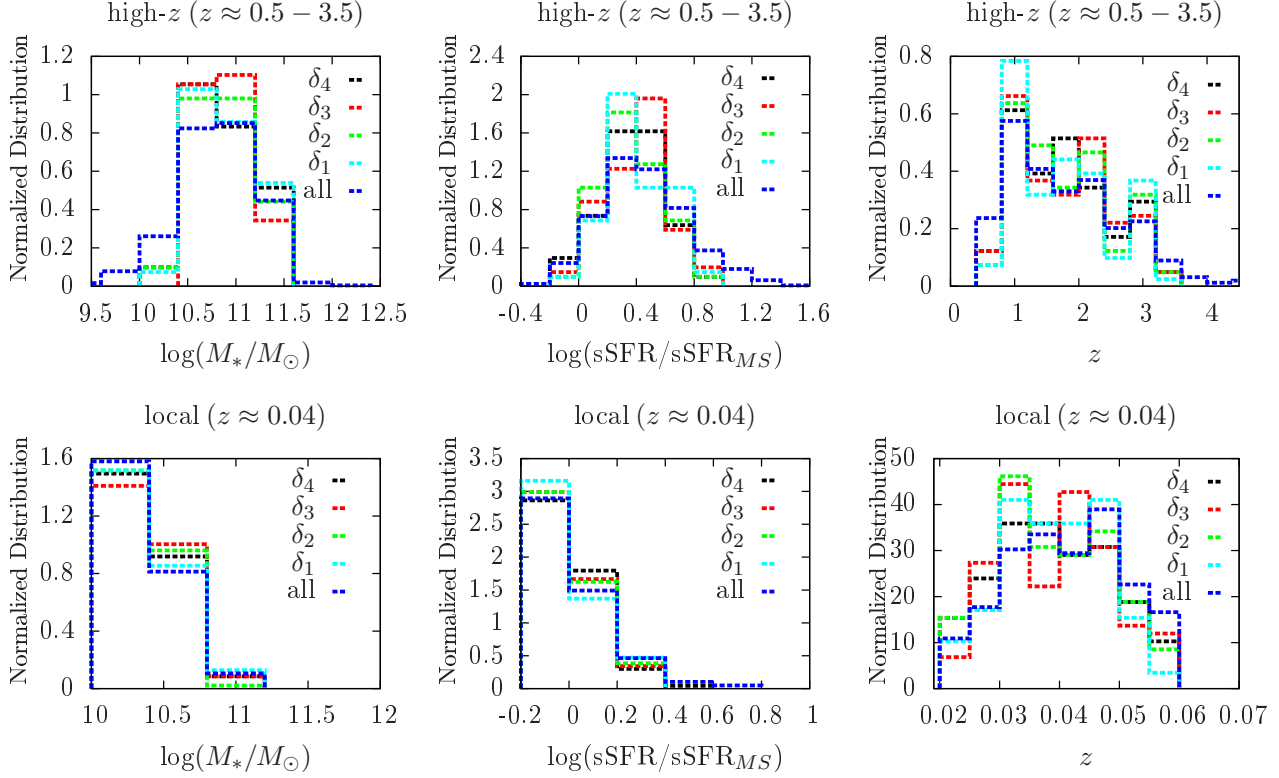 high-z (z ≈ 0.5 − 3.5)
Normalized Distribution
1.2
1
0.8
0.6
0.4
0.2
0
9.5 10 10.5 11 11.5 12 12.5
log(M∗/M⊙)
δ4
δ3
δ2
δ1
all
high-z (z ≈ 0.5 − 3.5)
Normalized Distribution
2.4
2
1.6
1.2
0.8
0.4
0
-0.4 0 0.4 0.8 1.2 1.6
log(sSFR/sSFRMS)
δ4
δ3
δ2
δ1
all
high-z (z ≈ 0.5 − 3.5)
Normalized Distribution
0.8
0.6
0.4
0.2
0
0 1 2 3 4
z
δ4
δ3
δ2
δ1
all
local (z ≈ 0.04)
Normalized Distribution
1.6
1.2
0.8
0.4
0
10 10.5 11 11.5 12
log(M∗/M⊙)
δ4
δ3
δ2
δ1
all
local (z ≈ 0.04)
Normalized Distribution
3.5
3
2.5
2
1.5
1
0.5
0
-0.2 0 0.2 0.4 0.6 0.8 1
log(sSFR/sSFRMS)
δ4
δ3
δ2
δ1
all
local (z ≈ 0.04)
Normalized Distribution
50
40
30
20
10
0
0.02 0.03 0.04 0.05 0.06 0.07
z
δ4
δ3
δ2
δ1
all